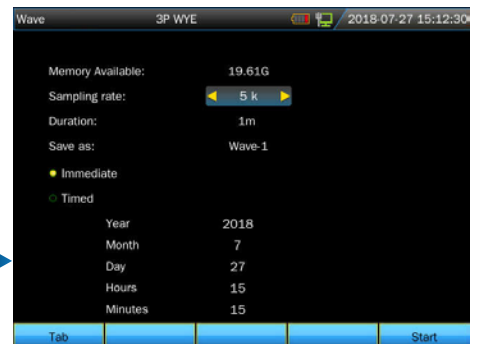 Wave 3P WYE 2018-07-27 15:12:30
Memory Available: 19.61G
Sampling rate: 5 k
Duration: 1m
Save as: Wave-1
Immediate
Timed
Year 2018
Month 7
Day 27
Hours 15
Minutes 15
Tab Start